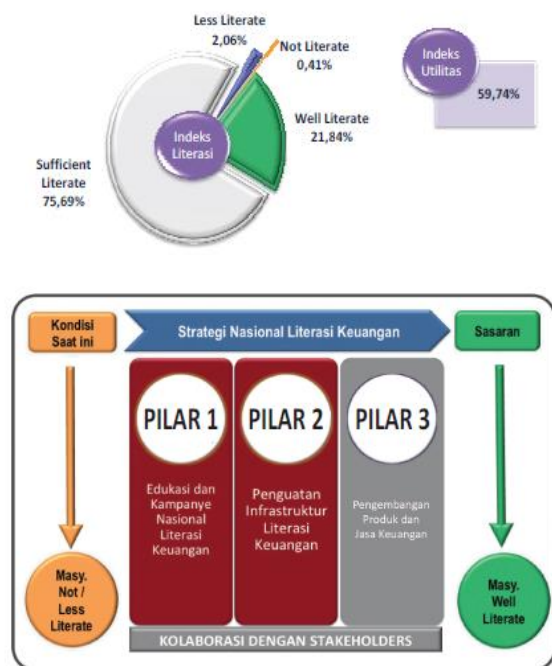 Less Literate
2,06%
Not Literate
0,41%
Well Literate
21,84%
Indeks
Literasi
Sufficient
Literate
75,69%
Indeks
Utilitas
59,74%
Kondisi
Saat ini
Strategi Nasional Literasi Keuangan
Sasaran
PILAR 1
Edukasi dan
Kampanye
Nasional
Literasi
Keuangan
PILAR 2
Penguatan
Infrastruktur
Literasi
Keuangan
PILAR 3
Pengembangan
Produk dan
Jasa Keuangan
Masy.
Not /
Less
Literate
Masy.
Well
Literate
KOLABORASI DENGAN STAKEHOLDERS